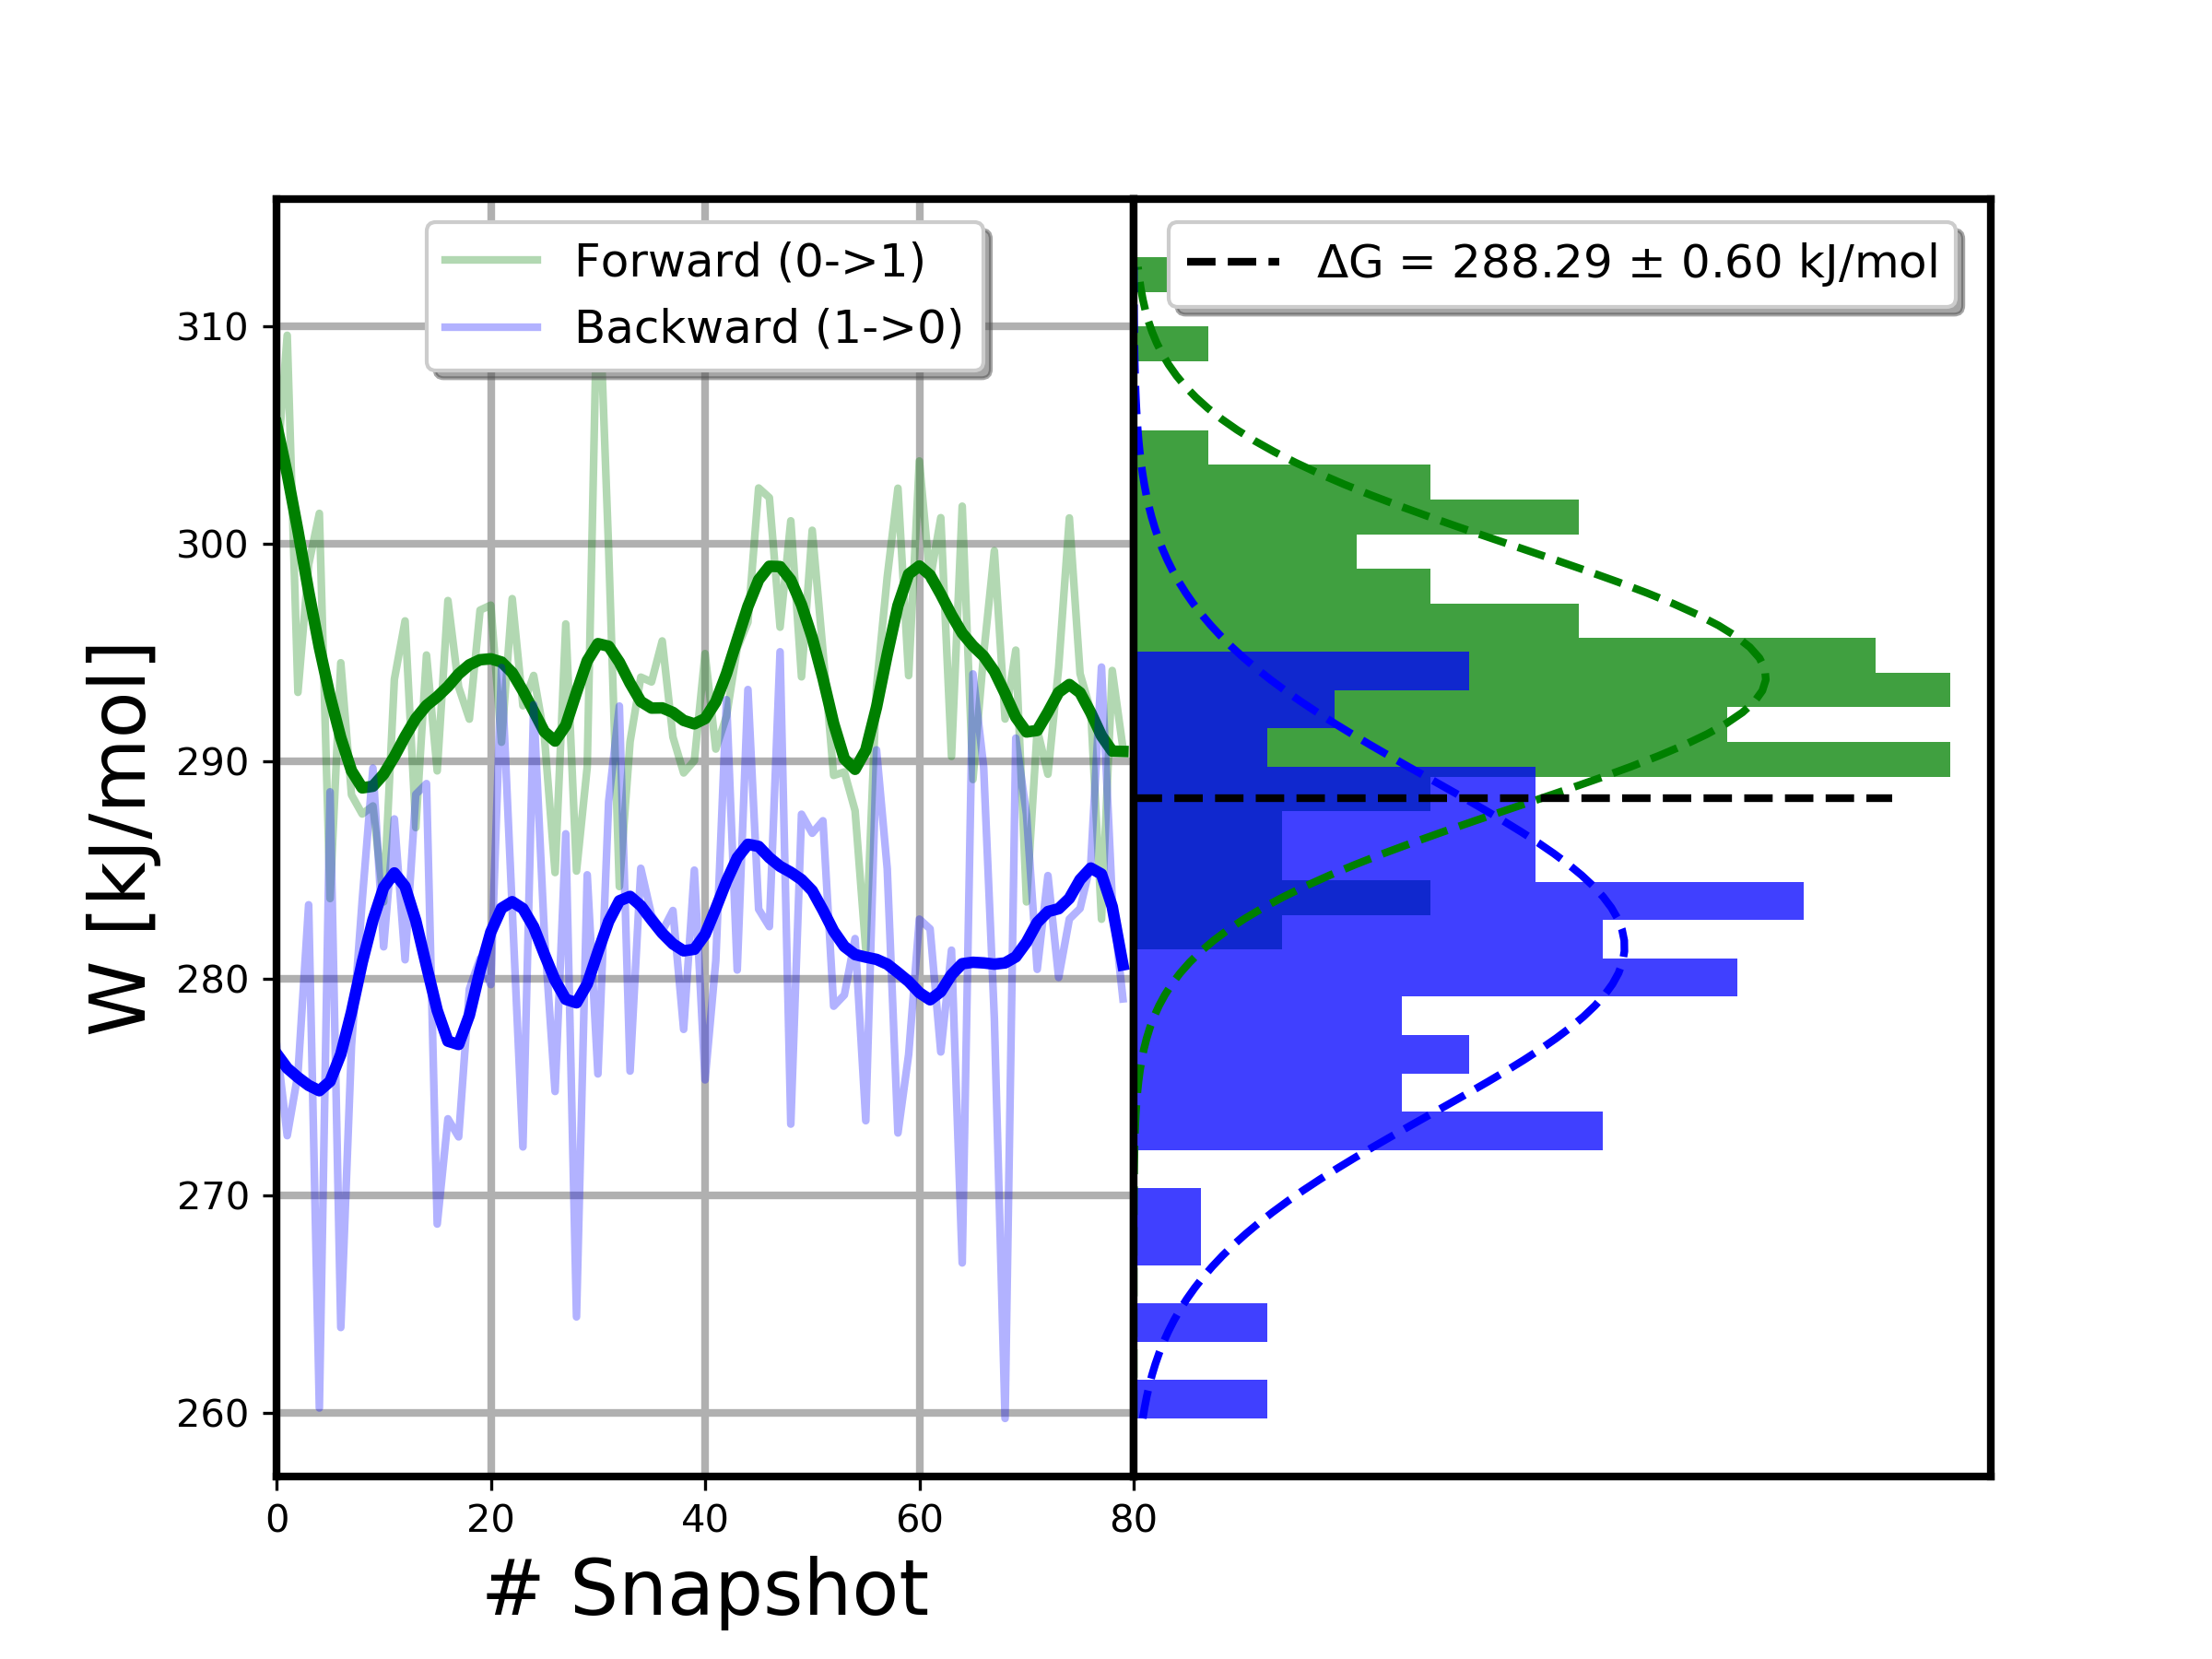 Forward (0->1)
Backward (1->0)
ΔG = 288.29 ± 0.60 kJ/mol
W [kJ/mol]
310
300
290
280
270
260
0 20 40 60 80
# Snapshot